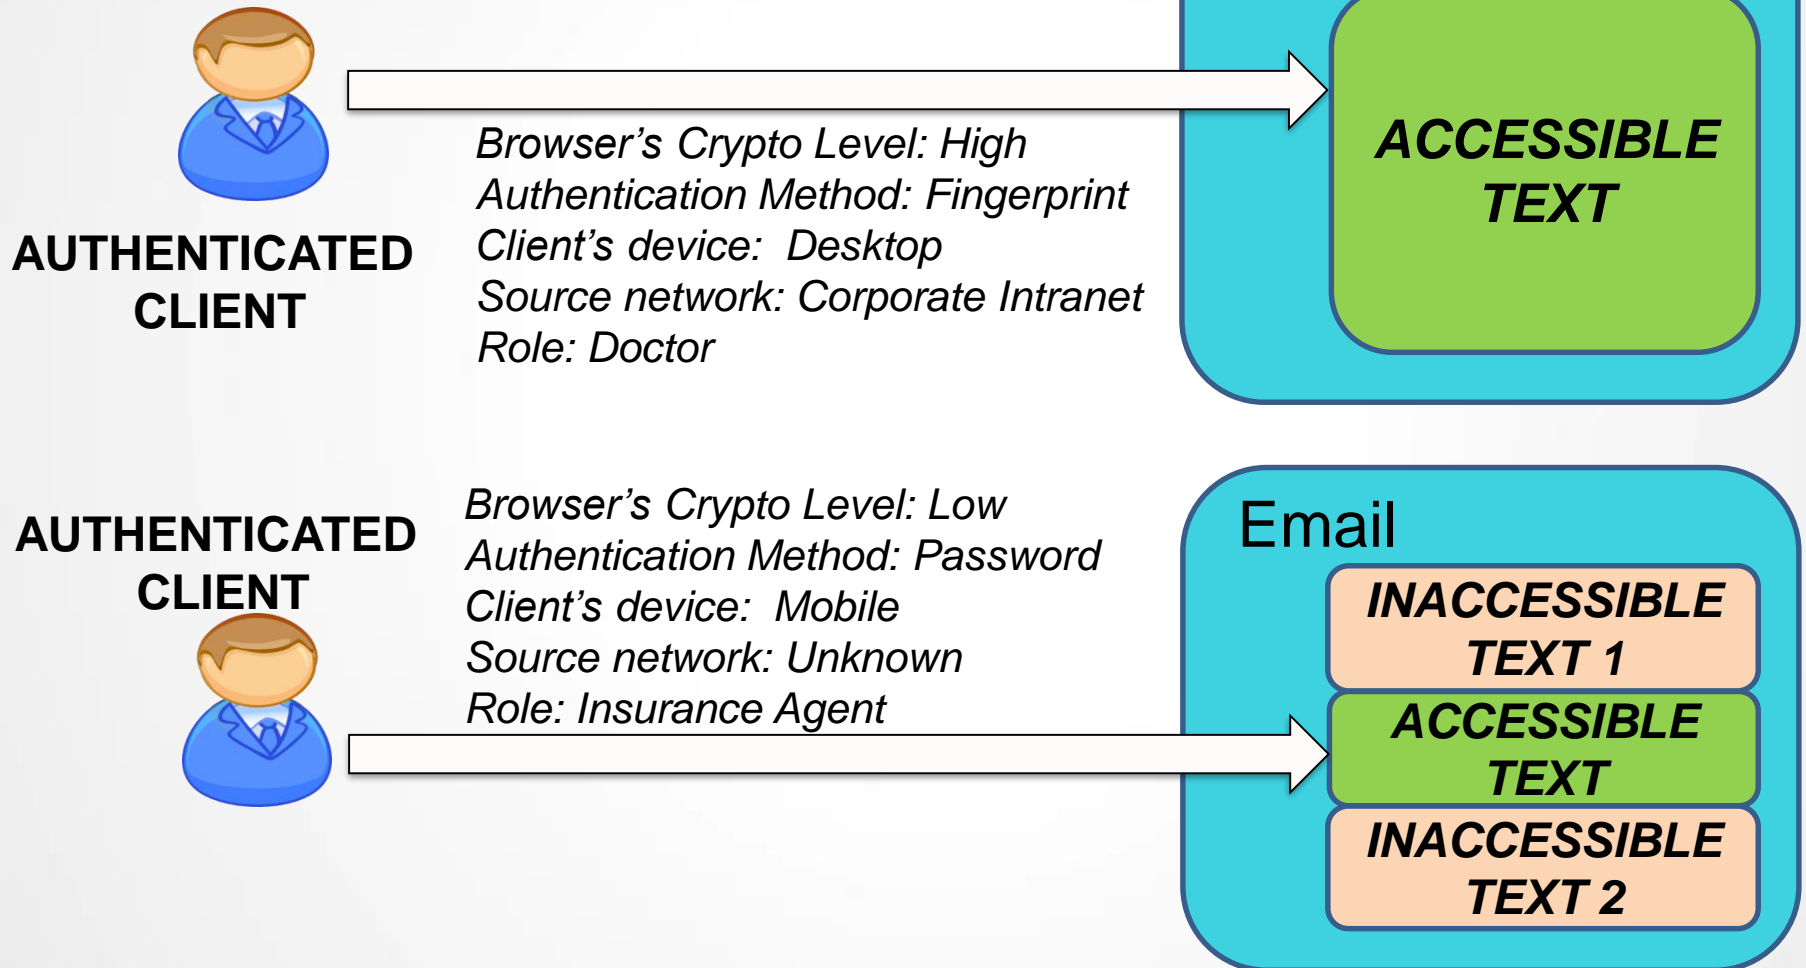 Browser’s Crypto Level: High
Authentication Method: Fingerprint
Client’s device:  Desktop
Source network: Corporate Intranet
Role: Doctor
AUTHENTICATED
CLIENT
ACCESSIBLE
TEXT
AUTHENTICATED
CLIENT
Browser’s Crypto Level: Low
Authentication Method: Password
Client’s device:  Mobile
Source network: Unknown
Role: Insurance Agent
Email
INACCESSIBLE
TEXT 1
ACCESSIBLE
TEXT
INACCESSIBLE
TEXT 2